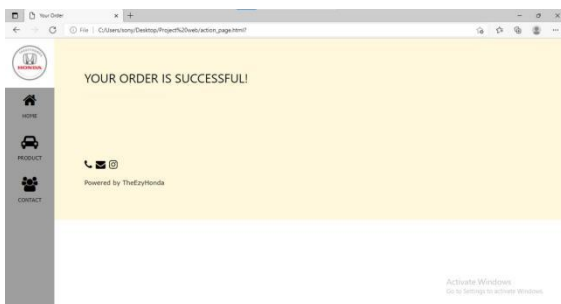 Your Order
File | C:/Users/sony/Desktop/Project%20web/action_page.html?
HONDA
YOUR ORDER IS SUCCESSFUL!
HOME
PRODUCT
CONTACT
Powered by TheEzyHonda
Activate Windows
Go to Settings to activate Windows.